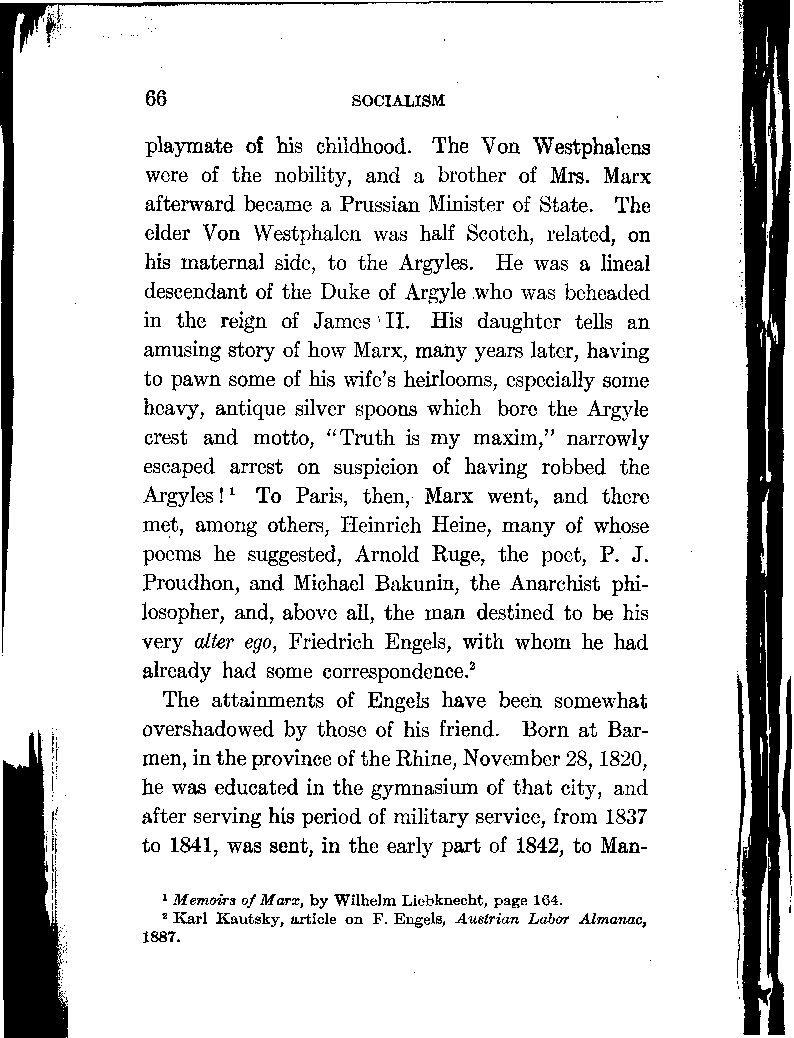 66 SOCIALISM
playmate of his childhood. The Von Westphalens
were of the nobility, and a brother of Mrs. Marx
afterward became a Prussian Minister of State. The
elder Von Westphalen was half Scotch, related, on
his maternal side, to the Argyles. He was a lineal
descendant of the Duke of Argyle who was beheaded
in the reign of James II. His daughter tells an
amusing story of how Marx, many years later, having
to pawn some of his wife's heirlooms, especially some
heavy, antique silver spoons which bore the Argyle
crest and motto, "Truth is my maxim," narrowly
escaped arrest on suspicion of having robbed the
Argyles!¹ To Paris, then, Marx went, and there
met, among others, Heinrich Heine, many of whose
poems he suggested, Arnold Ruge, the poet, P. J.
Proudhon, and Michael Bakunin, the Anarchist phi-
losopher, and, above all, the man destined to be his
very alter ego, Friedrich Engels, with whom he had
already had some correspondence.²
The attainments of Engels have been somewhat
overshadowed by those of his friend. Born at Bar-
men, in the province of the Rhine, November 28, 1820,
he was educated in the gymnasium of that city, and
after serving his period of military service, from 1837
to 1841, was sent, in the early part of 1842, to Man-
¹ Memoirs of Marx, by Wilhelm Liebknecht, page 164.
² Karl Kautsky, article on F. Engels, Austrian Labor Almanac,
1887.